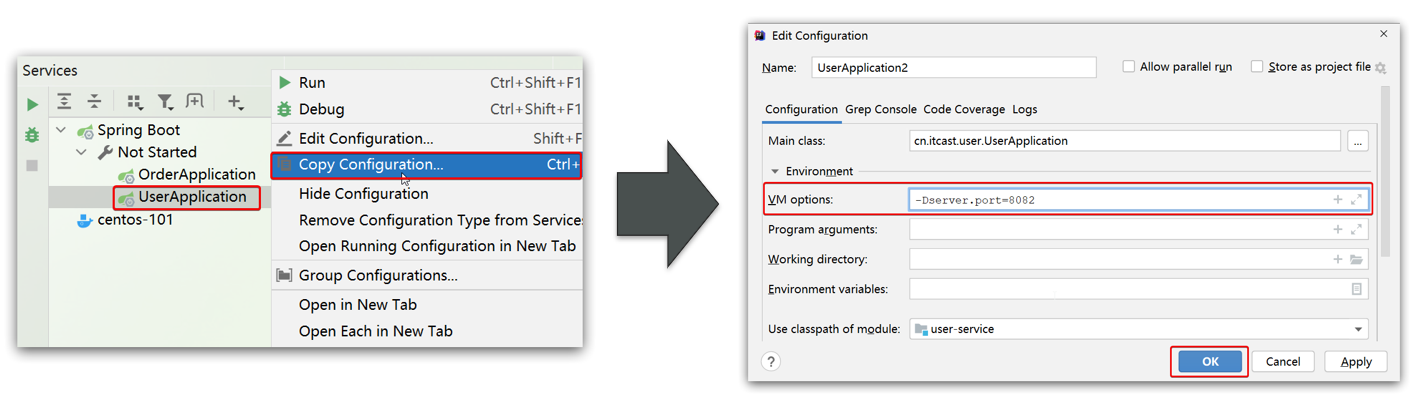 Services
Spring Boot
Not Started
OrderApplication
UserApplication
centos-101
Run Ctrl+Shift+F1
Debug Ctrl+Shift+F1
Edit Configuration... Shift+F
Copy Configuration... Ctrl+
Hide Configuration
Remove Configuration Type from Service
Open Running Configuration in New Tab
Group Configurations...
Open in New Tab
Open Each in New Tab
Edit Configuration
Name: UserApplication2 Allow parallel run Store as project file
Configuration Grep Console Code Coverage Logs
Main class: cn.itcast.user.UserApplication ...
Environment
VM options: -Dserver.port=8082
Program arguments:
Working directory:
Environment variables:
Use classpath of module: user-service
? OK Cancel Apply